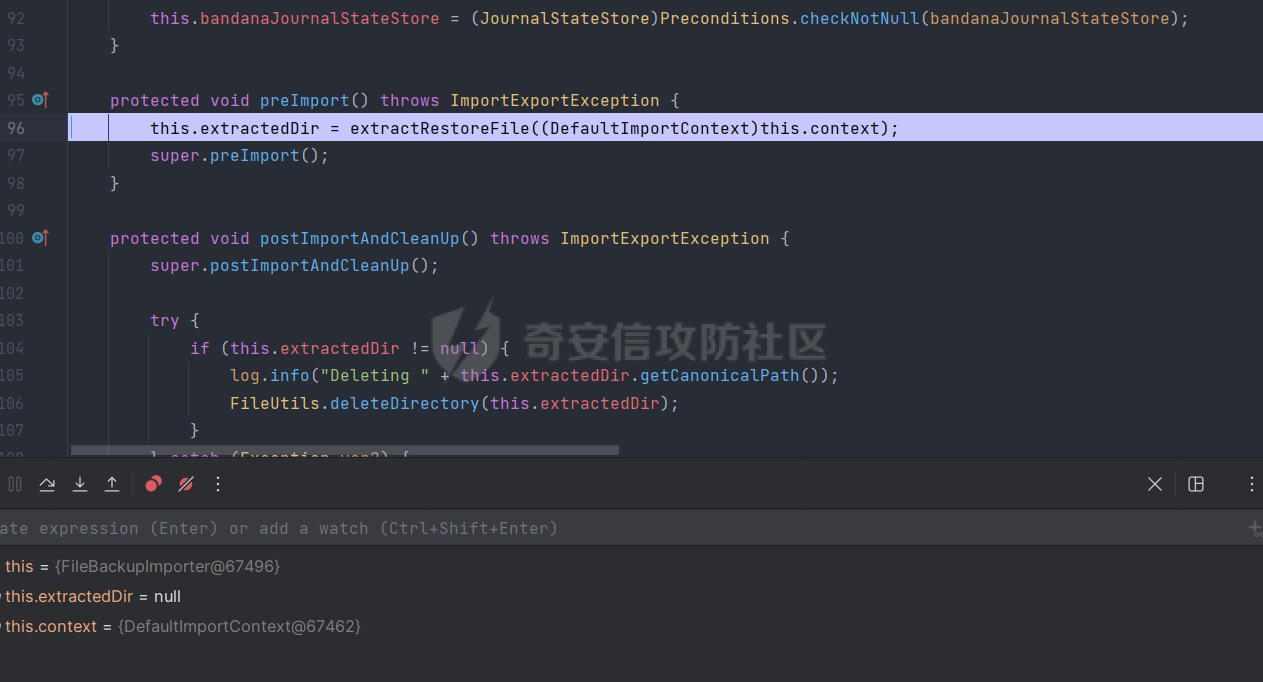 92 this.bandanaJournalStateStore = (JournalStateStore)Preconditions.checkNotNull(bandanaJournalStateStore);
93 }
94
95 protected void preImport() throws ImportExportException {
96 this.extractedDir = extractRestoreFile((DefaultImportContext)this.context);
97 super.preImport();
98 }
99
100 protected void postImportAndCleanUp() throws ImportExportException {
101 super.postImportAndCleanUp();
102
103 try {
104 if (this.extractedDir != null) {
105 log.info("Deleting " + this.extractedDir.getCanonicalPath());
106 FileUtils.deleteDirectory(this.extractedDir);
107 }
108 } catch (Exception var2) {
奇安信攻防社区
ate expression (Enter) or add a watch (Ctrl+Shift+Enter)
this = {FileBackupImporter@67496}
this.extractedDir = null
this.context = {DefaultImportContext@67462}